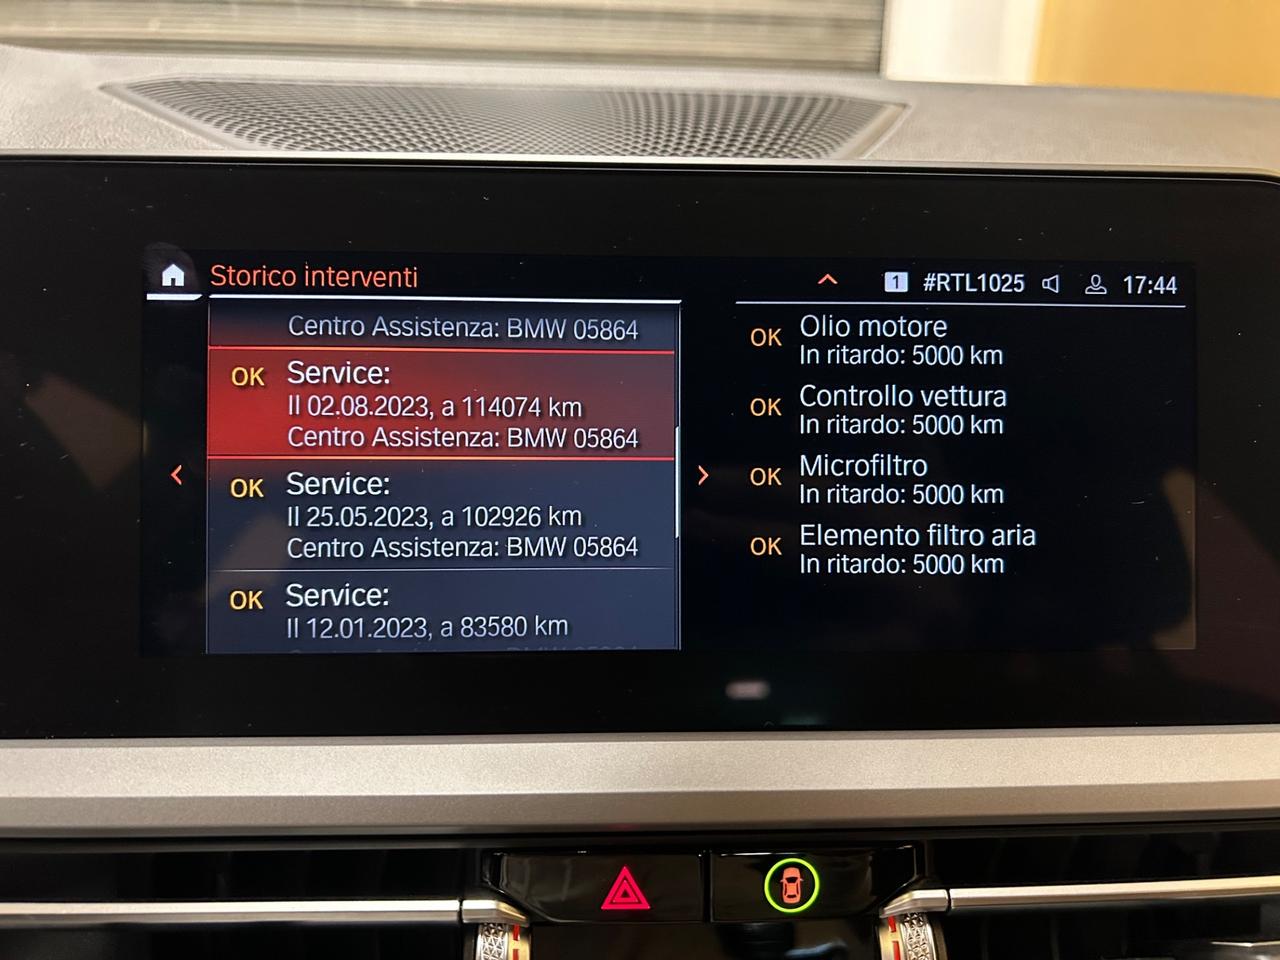 Storico interventi
1 #RTL1025 17:44
Centro Assistenza: BMW 05864
OK Service:
Il 02.08.2023, a 114074 km
Centro Assistenza: BMW 05864
OK Service:
Il 25.05.2023, a 102926 km
Centro Assistenza: BMW 05864
OK Service:
Il 12.01.2023, a 83580 km
OK Olio motore
In ritardo: 5000 km
OK Controllo vettura
In ritardo: 5000 km
OK Microfiltro
In ritardo: 5000 km
OK Elemento filtro aria
In ritardo: 5000 km